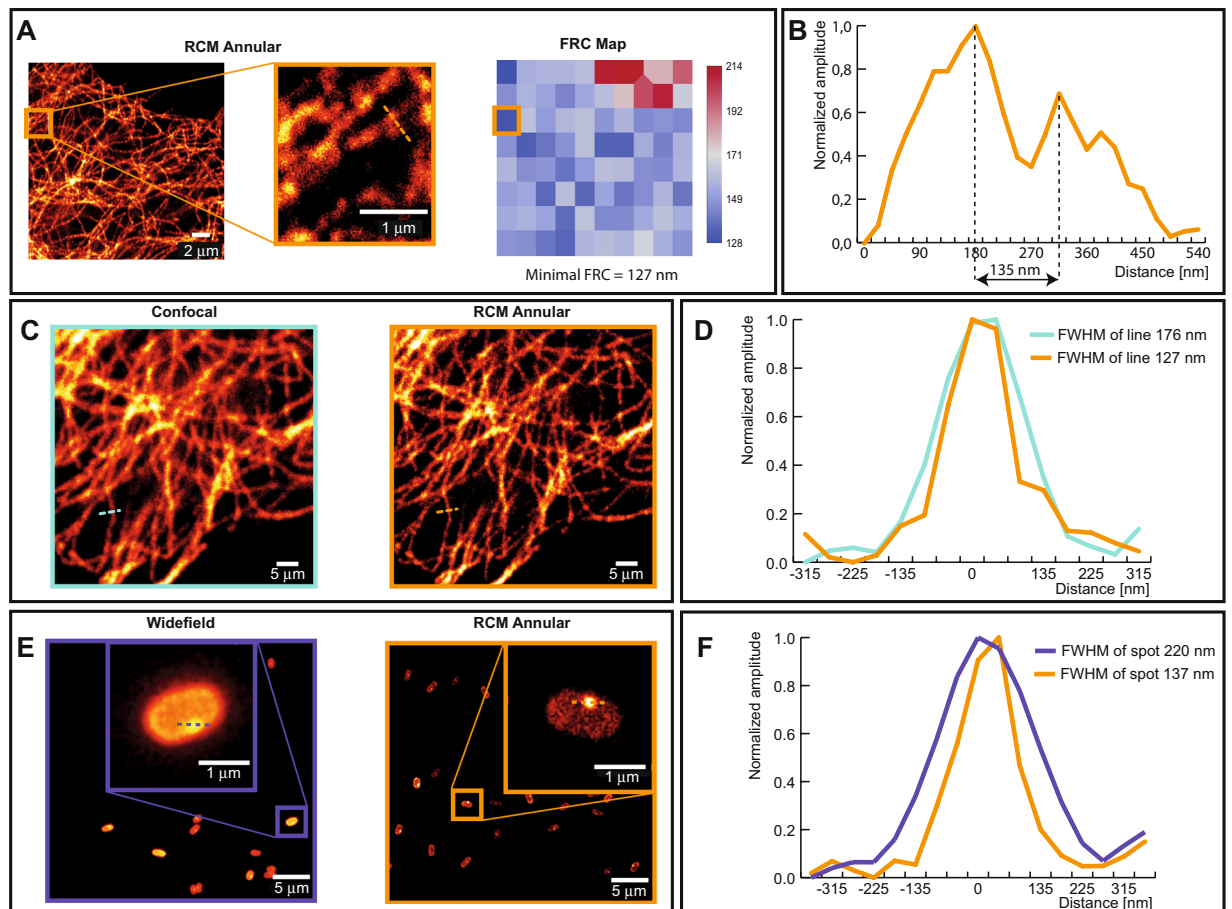 A
RCM Annular
FRC Map
2 µm
1 µm
214
192
171
149
128
Minimal FRC = 127 nm
B
Normalized amplitude
1,0
0,8
0,6
0,4
0,2
0,0
0
90
180
270
360
450
540
135 nm
Distance [nm]
C
Confocal
RCM Annular
5 µm
5 µm
D
Normalized amplitude
1.0
0.8
0.6
0.4
0.2
0.0
FWHM of line 176 nm
FWHM of line 127 nm
-315
-225
-135
0
135
225
315
Distance [nm]
E
Widefield
RCM Annular
1 µm
5 µm
1 µm
5 µm
F
Normalized amplitude
1.0
0.8
0.6
0.4
0.2
0.0
FWHM of spot 220 nm
FWHM of spot 137 nm
-315
-225
-135
0
135
225
315
Distance [nm]